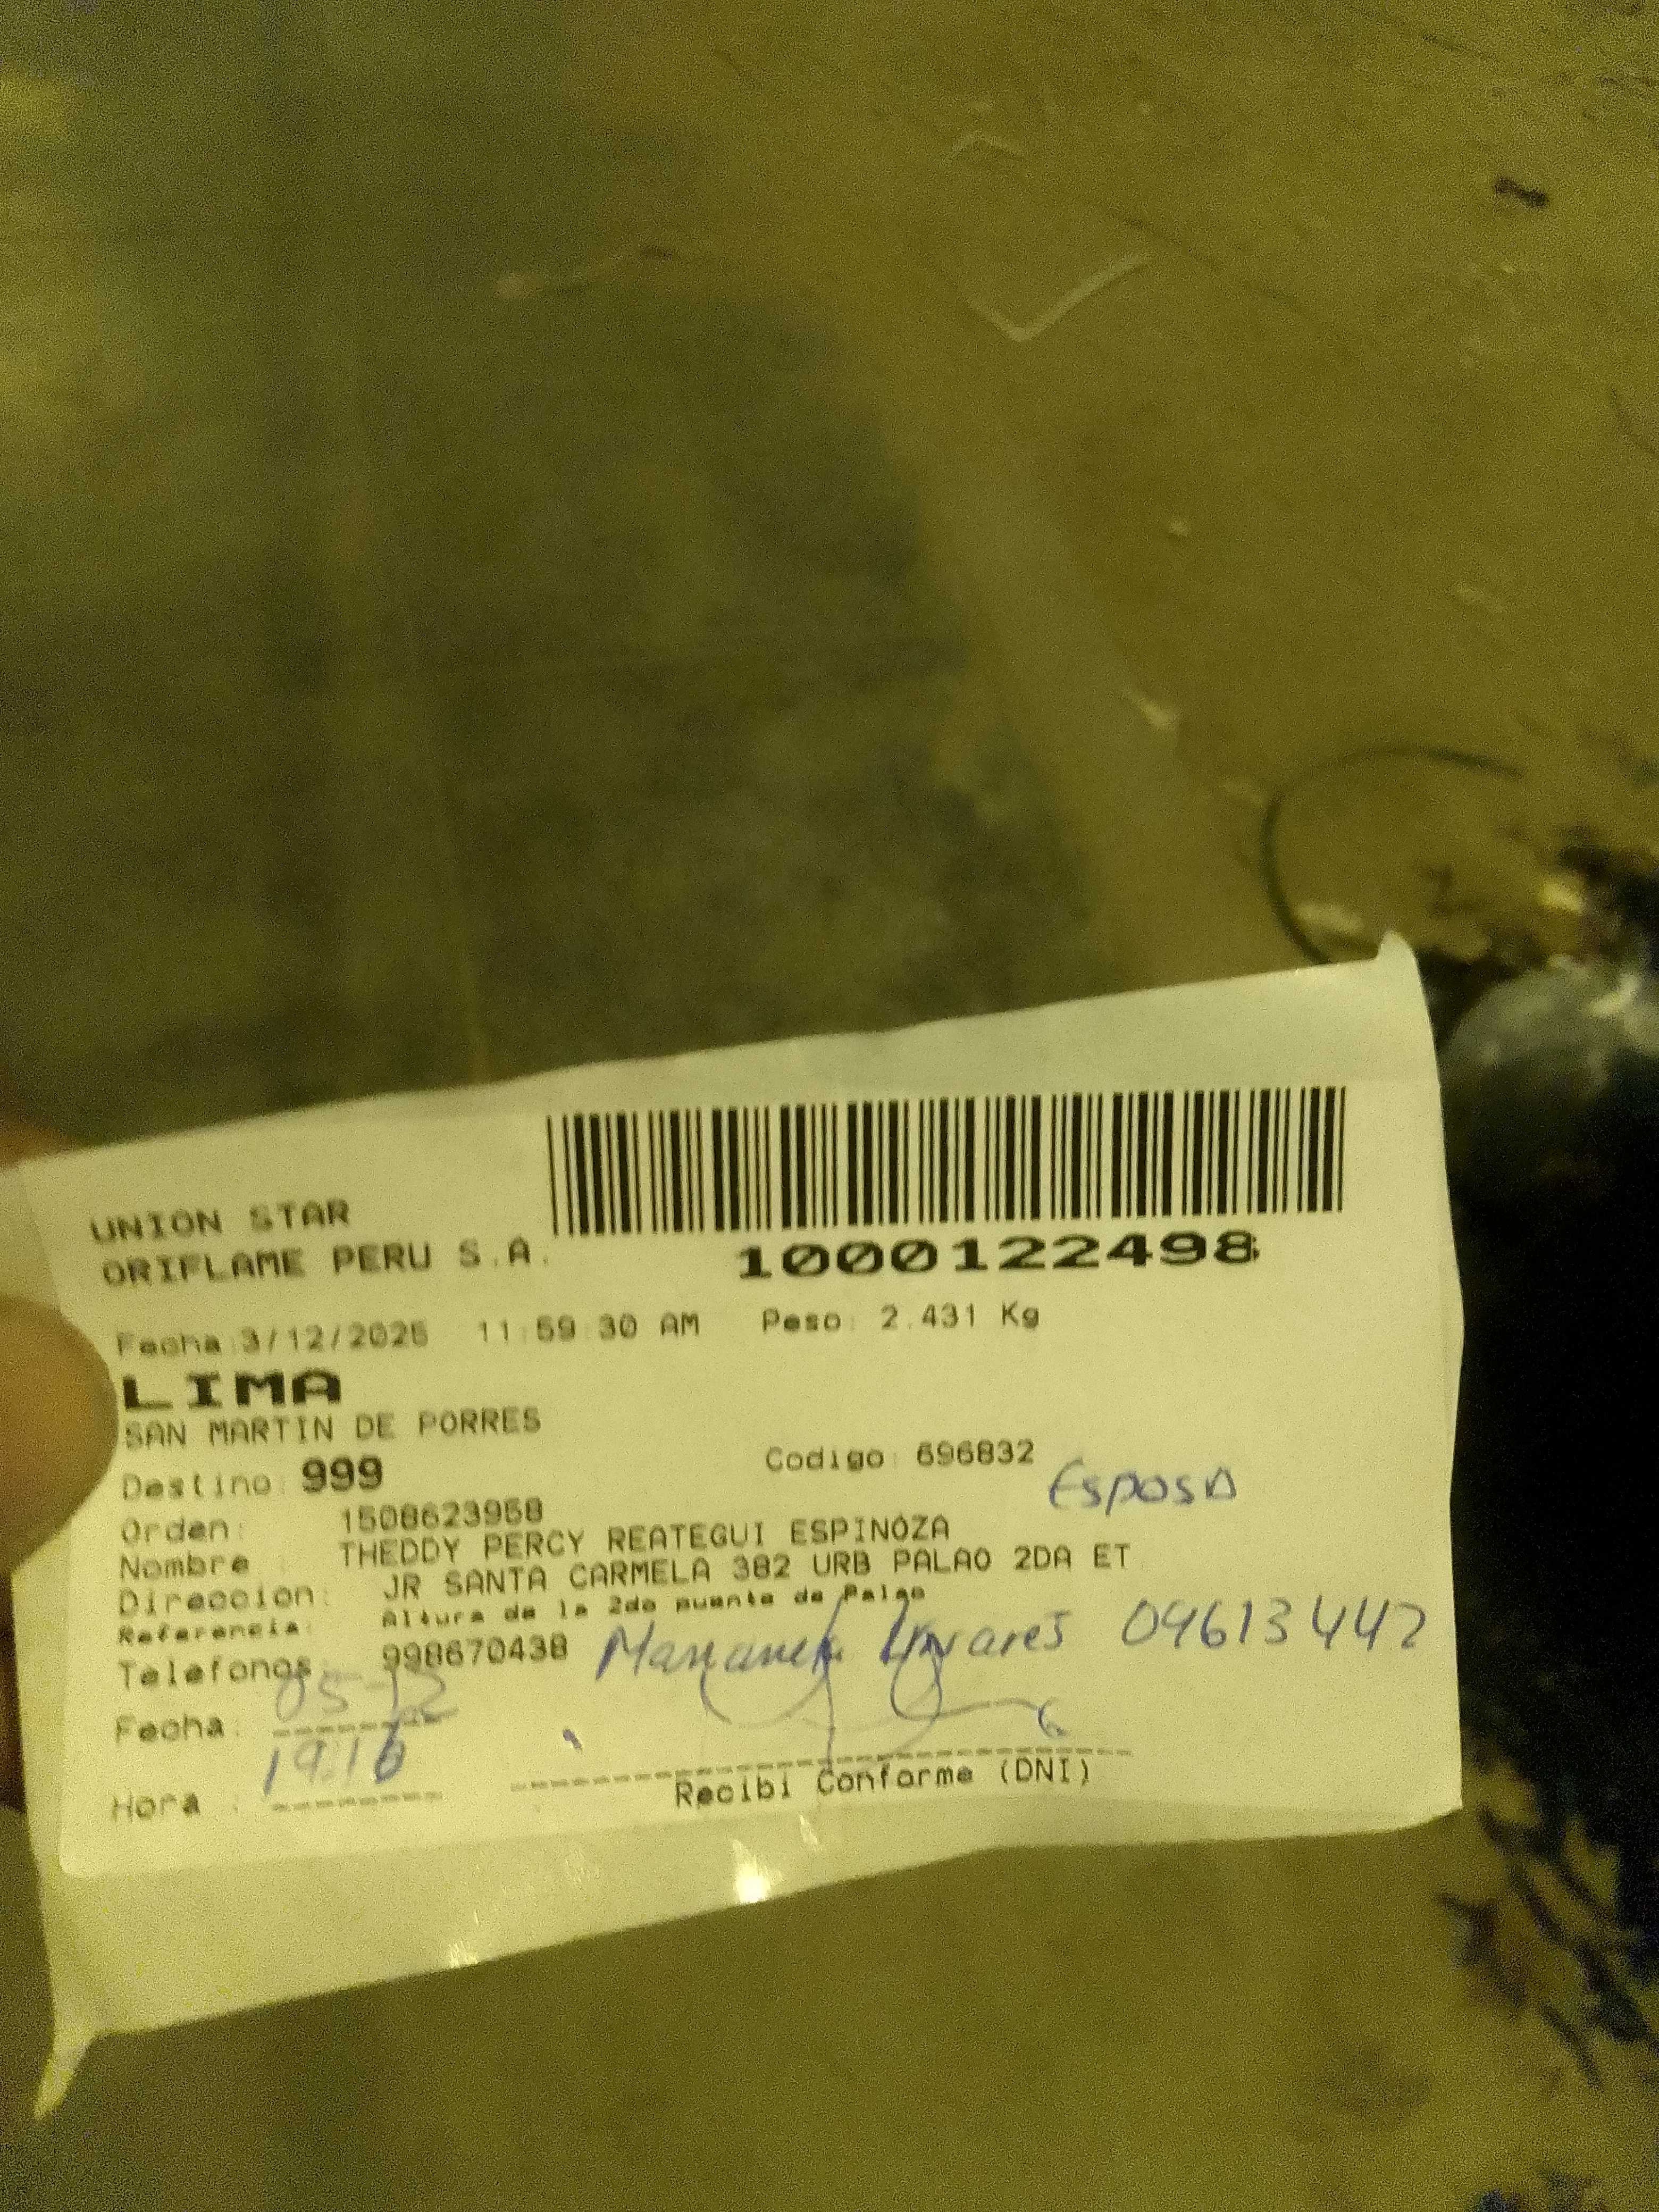 UNION STAR
ORIFLAME PERU S.A.
1000122498
Fecha:3/12/2025 11:59:30 AM Peso: 2.431 Kg
LIMA
SAN MARTIN DE PORRES
Destino: 999 Codigo: 696832
Esposa
Orden: 1508623958
Nombre : THEDDY PERCY REATEGUI ESPINOZA
Direccion: JR SANTA CARMELA 382 URB PALAO 2DA ET
Referencia: Altura de la 2do puente de Palao
Telefonos: 998670438 Linares 09613442
Fecha: 05-12
Hora : 19:10
Recibi Conforme (DNI)